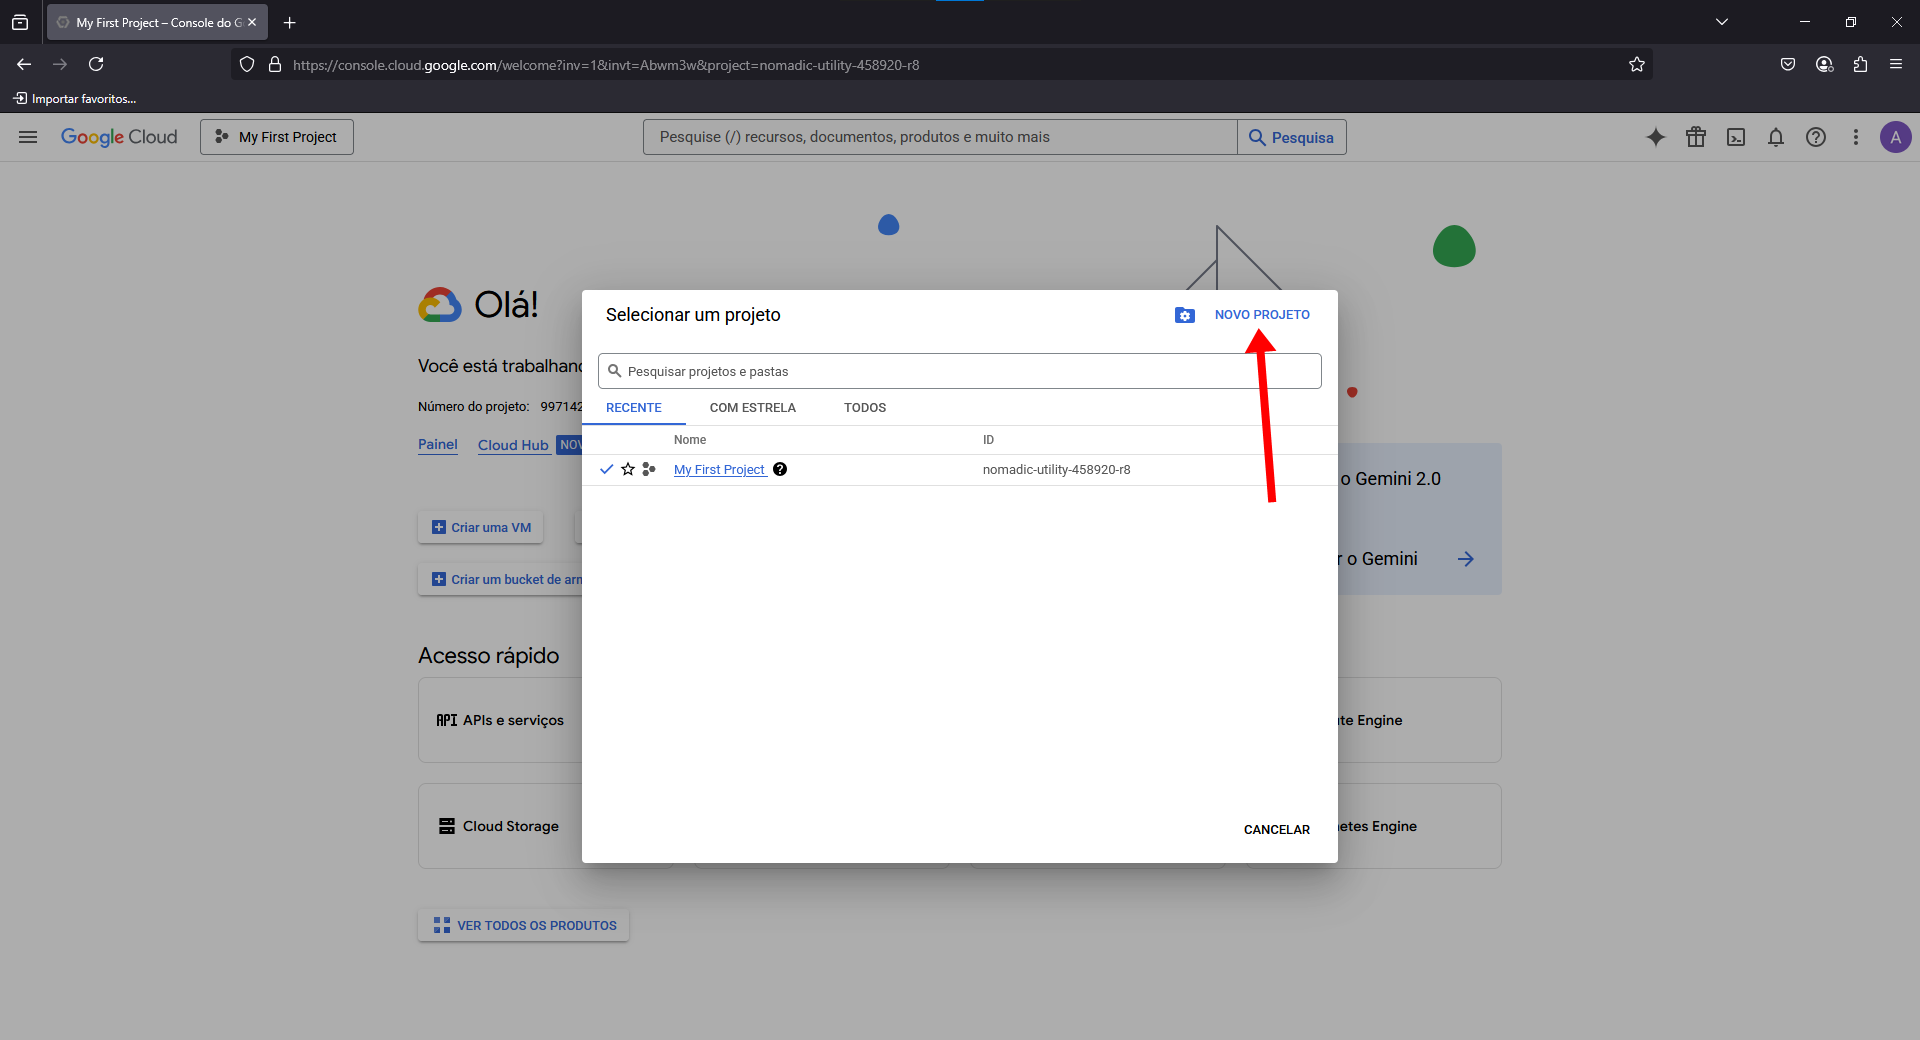 My First Project – Console do G
https://console.cloud.google.com/welcome?inv=1&invt=Abwm3w&project=nomadic-utility-458920-r8
Importar favoritos...
Google Cloud
My First Project
Pesquise (/) recursos, documentos, produtos e muito mais
Pesquisa
A
Olá!
Selecionar um projeto
NOVO PROJETO
Você está trabalhand
Pesquisar projetos e pastas
Número do projeto: 997142
RECENTE
COM ESTRELA
TODOS
Nome
ID
Painel
Cloud Hub
NOV
My First Project
nomadic-utility-458920-r8
o Gemini 2.0
Criar uma VM
r o Gemini
Criar um bucket de arm
Acesso rápido
API APIs e serviços
te Engine
Cloud Storage
CANCELAR
etes Engine
VER TODOS OS PRODUTOS